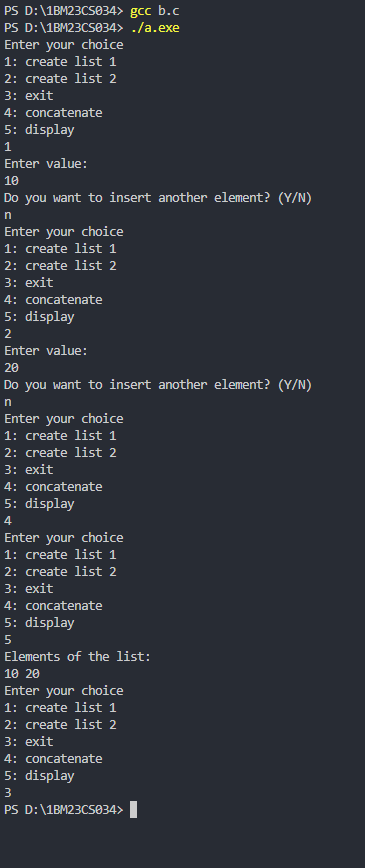 PS D:\1BM23CS034> gcc b.c
PS D:\1BM23CS034> ./a.exe
Enter your choice
1: create list 1
2: create list 2
3: exit
4: concatenate
5: display
1
Enter value:
10
Do you want to insert another element? (Y/N)
n
Enter your choice
1: create list 1
2: create list 2
3: exit
4: concatenate
5: display
2
Enter value:
20
Do you want to insert another element? (Y/N)
n
Enter your choice
1: create list 1
2: create list 2
3: exit
4: concatenate
5: display
4
Enter your choice
1: create list 1
2: create list 2
3: exit
4: concatenate
5: display
5
Elements of the list:
10 20
Enter your choice
1: create list 1
2: create list 2
3: exit
4: concatenate
5: display
3
PS D:\1BM23CS034>